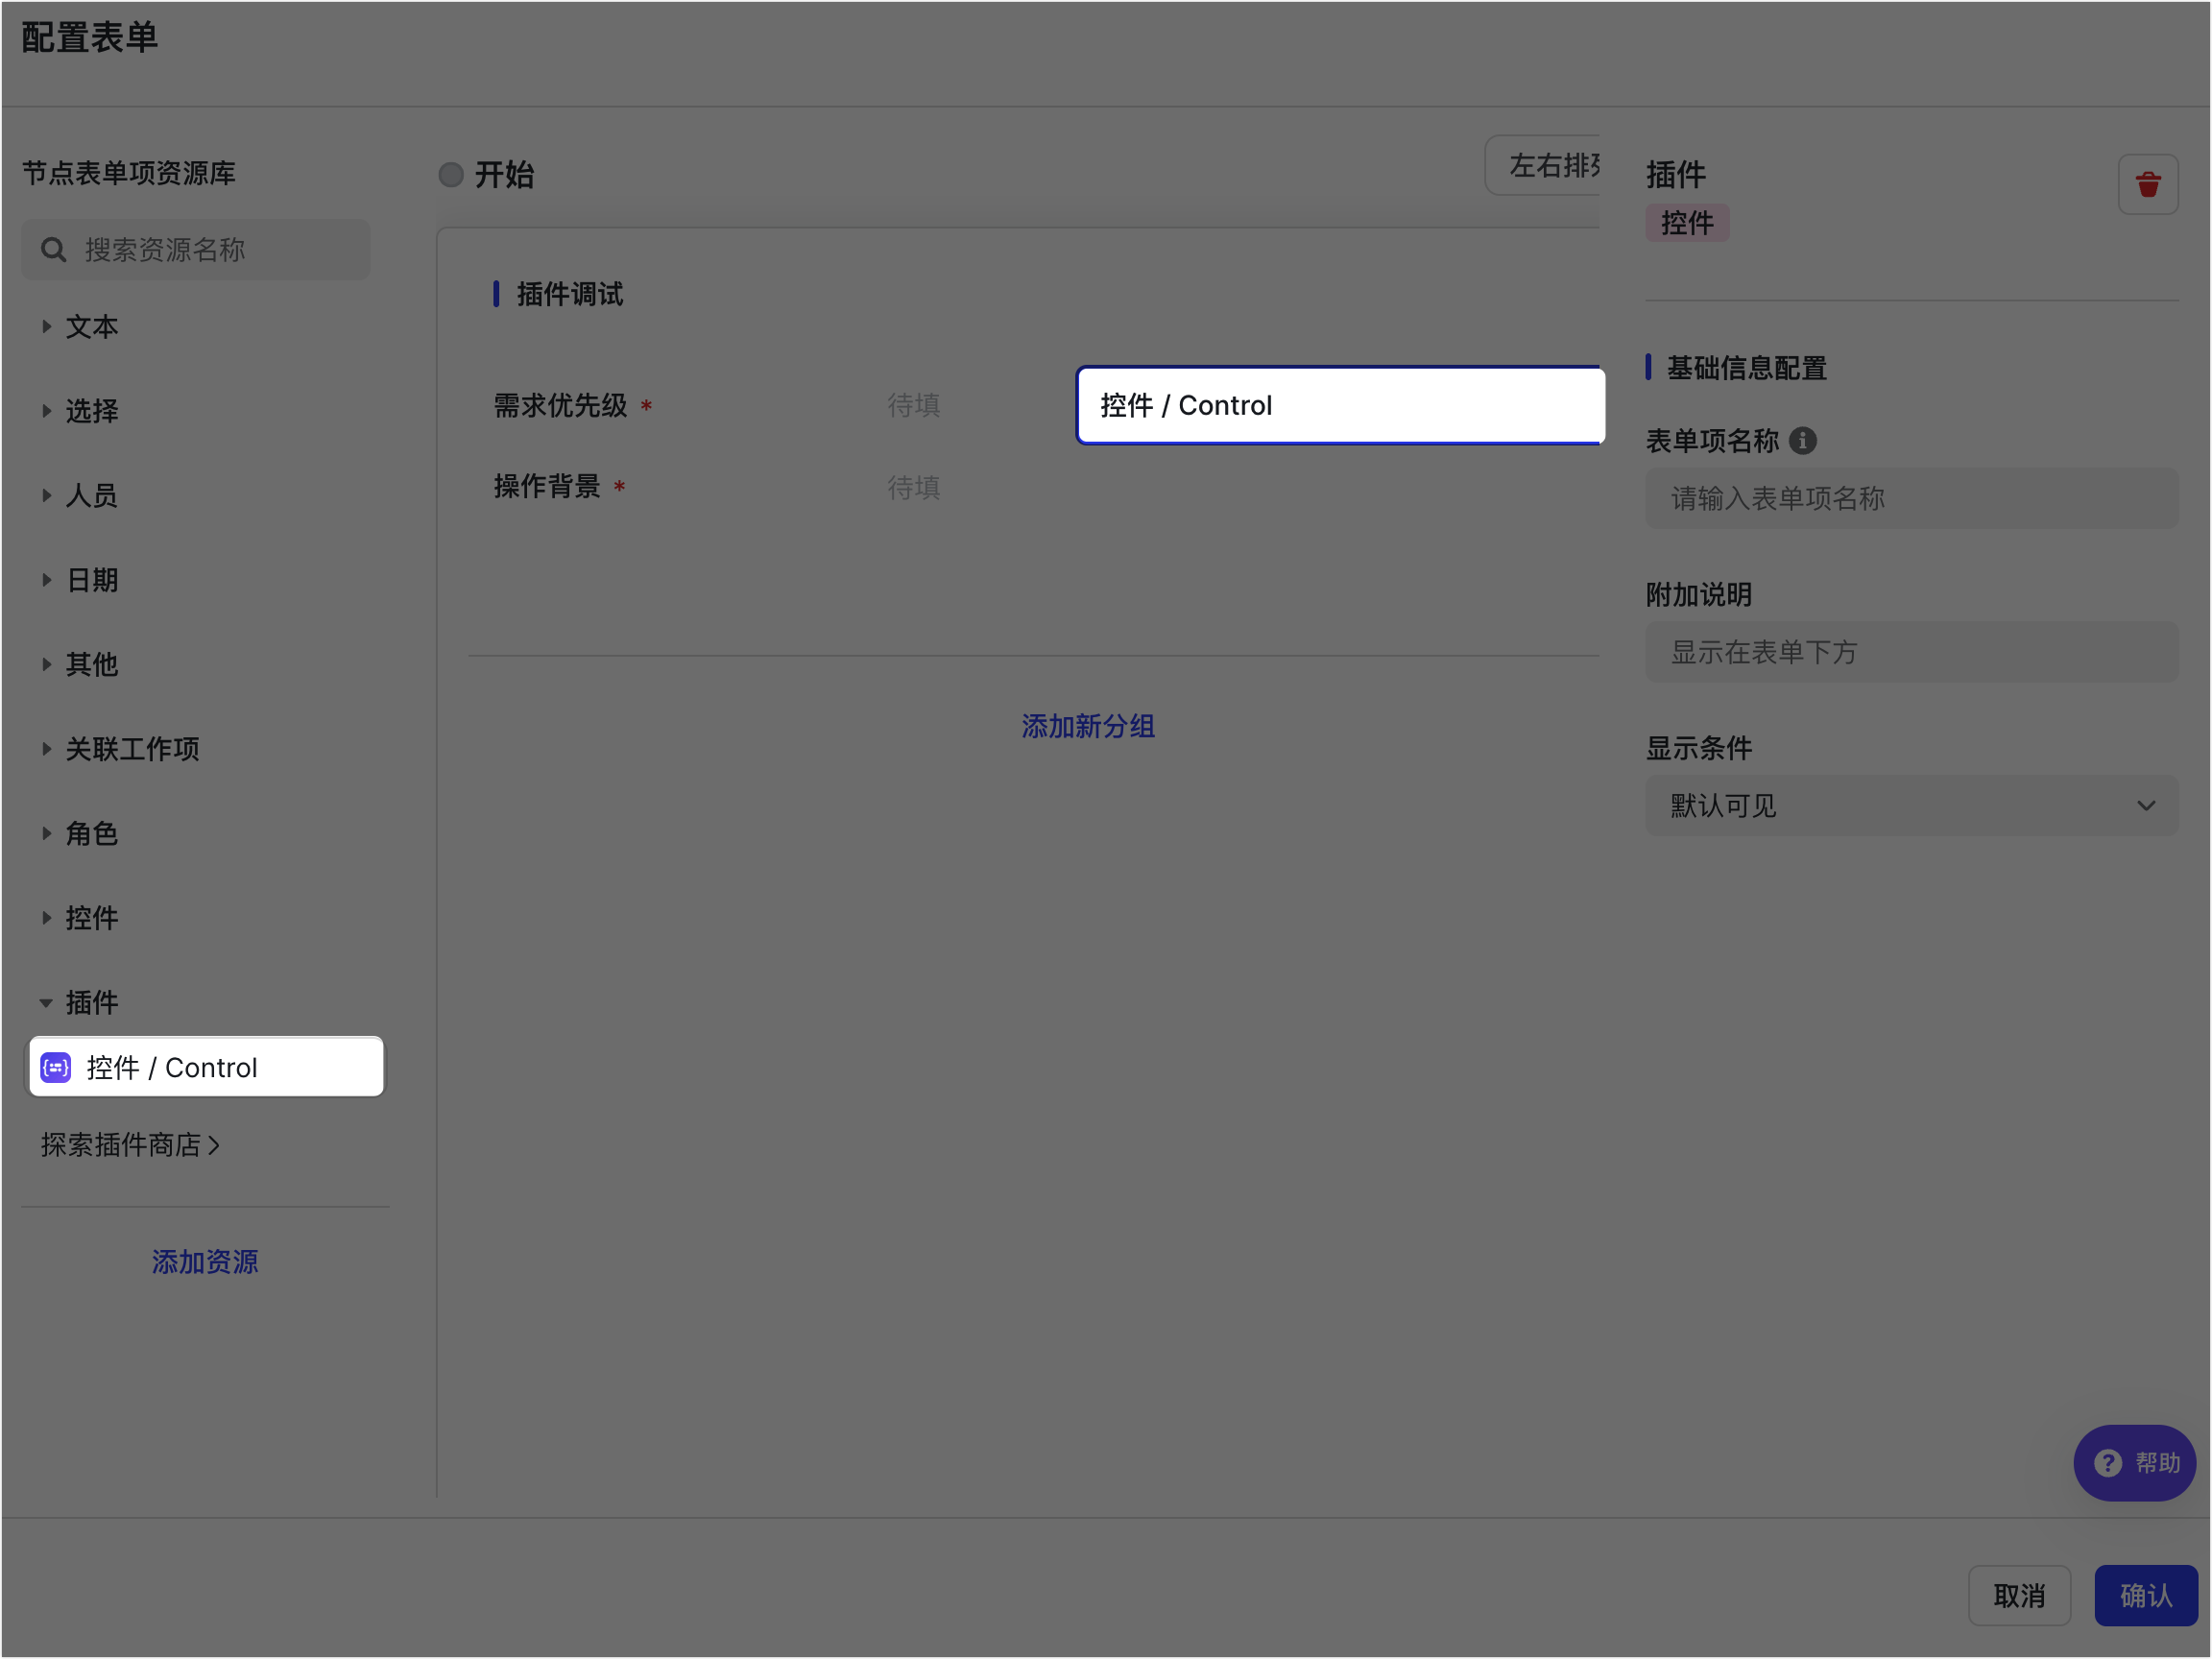 配置表单
节点表单项资源库
搜索资源名称
文本
选择
人员
日期
其他
关联工作项
角色
控件
插件
控件 / Control
探索插件商店
添加资源
开始
左右排
插件调试
需求优先级 *
待填
控件 / Control
操作背景 *
待填
添加新分组
插件
控件
基础信息配置
表单项名称
请输入表单项名称
附加说明
显示在表单下方
显示条件
默认可见
帮助
取消
确认